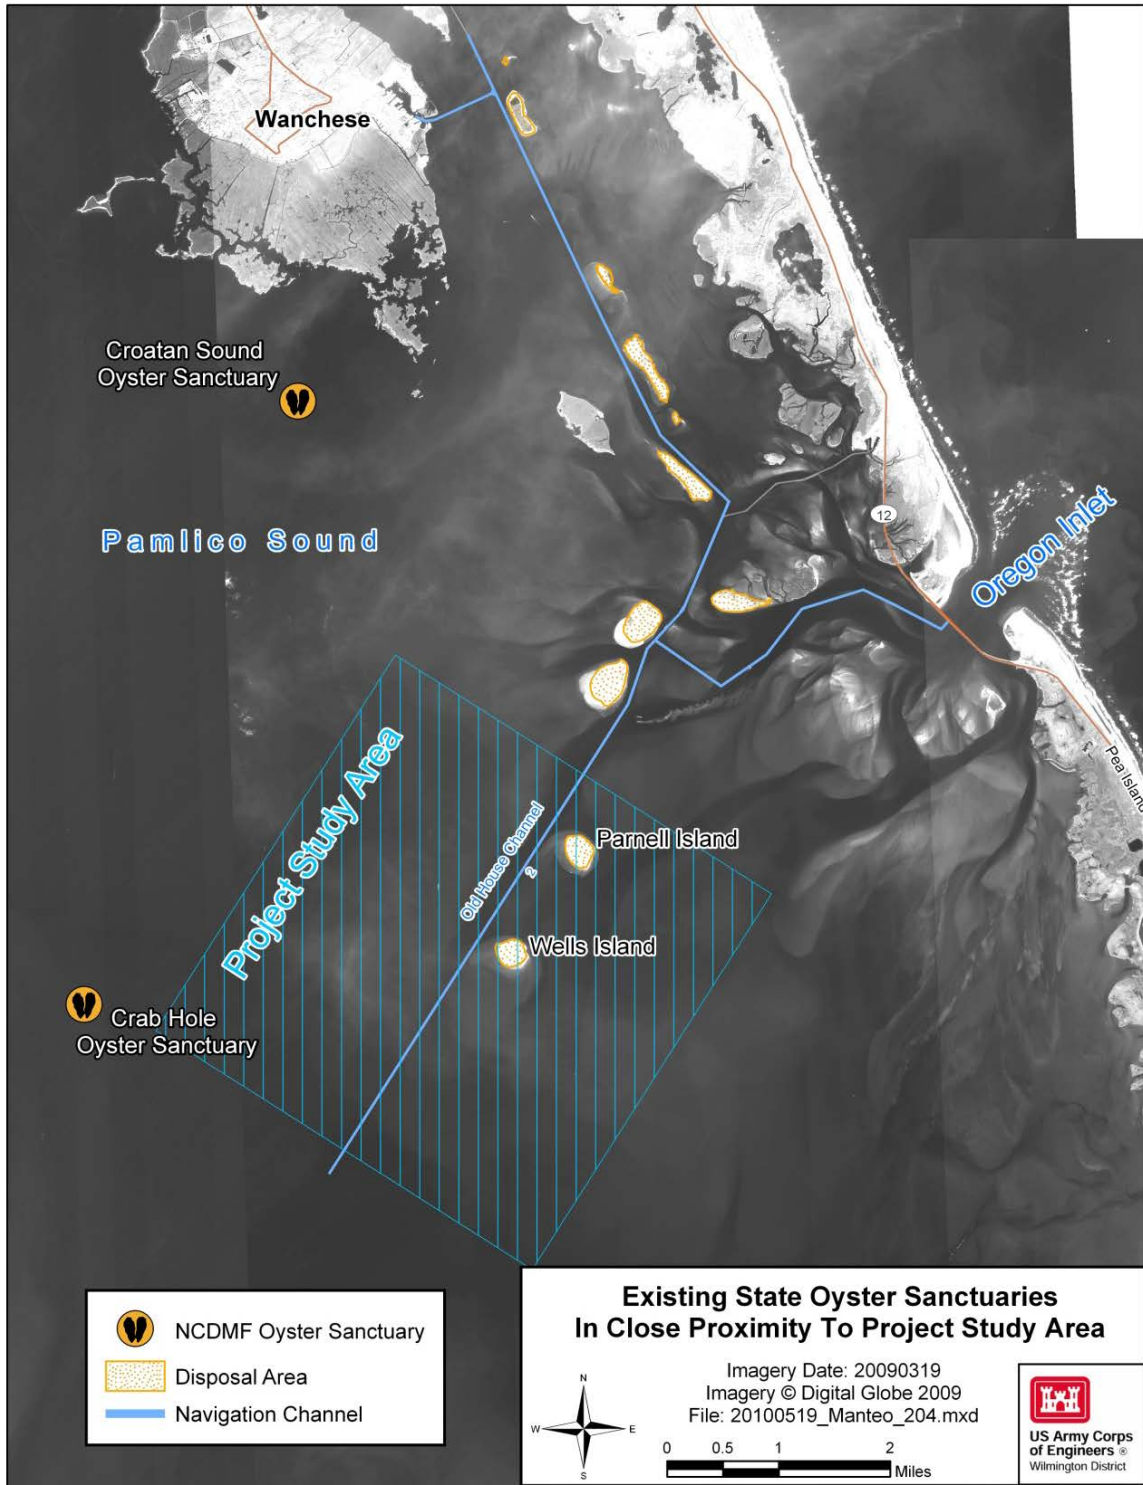 Wanchese
Croatan Sound
Oyster Sanctuary
Pamlico Sound
12
Oregon Inlet
Pea Island
Project Study Area
Old House Channel
2
Parnell Island
Wells Island
Crab Hole
Oyster Sanctuary
NCDMF Oyster Sanctuary
Disposal Area
Navigation Channel
Existing State Oyster Sanctuaries
In Close Proximity To Project Study Area
Imagery Date: 20090319
Imagery © Digital Globe 2009
File: 20100519_Manteo_204.mxd
N
W E
S
0 0.5 1 2
Miles
US Army Corps
of Engineers ®
Wilmington District